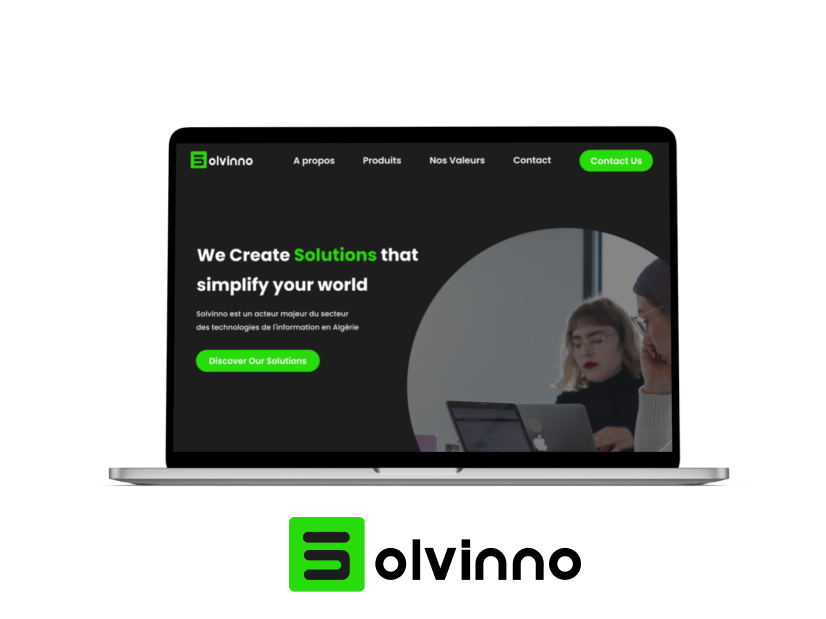 Solvinno
A propos
Produits
Nos Valeurs
Contact
Contact Us
We Create Solutions that
simplify your world
Solvinno est un acteur majeur du secteur
des technologies de l'information en Algérie
Discover Our Solutions
Solvinno